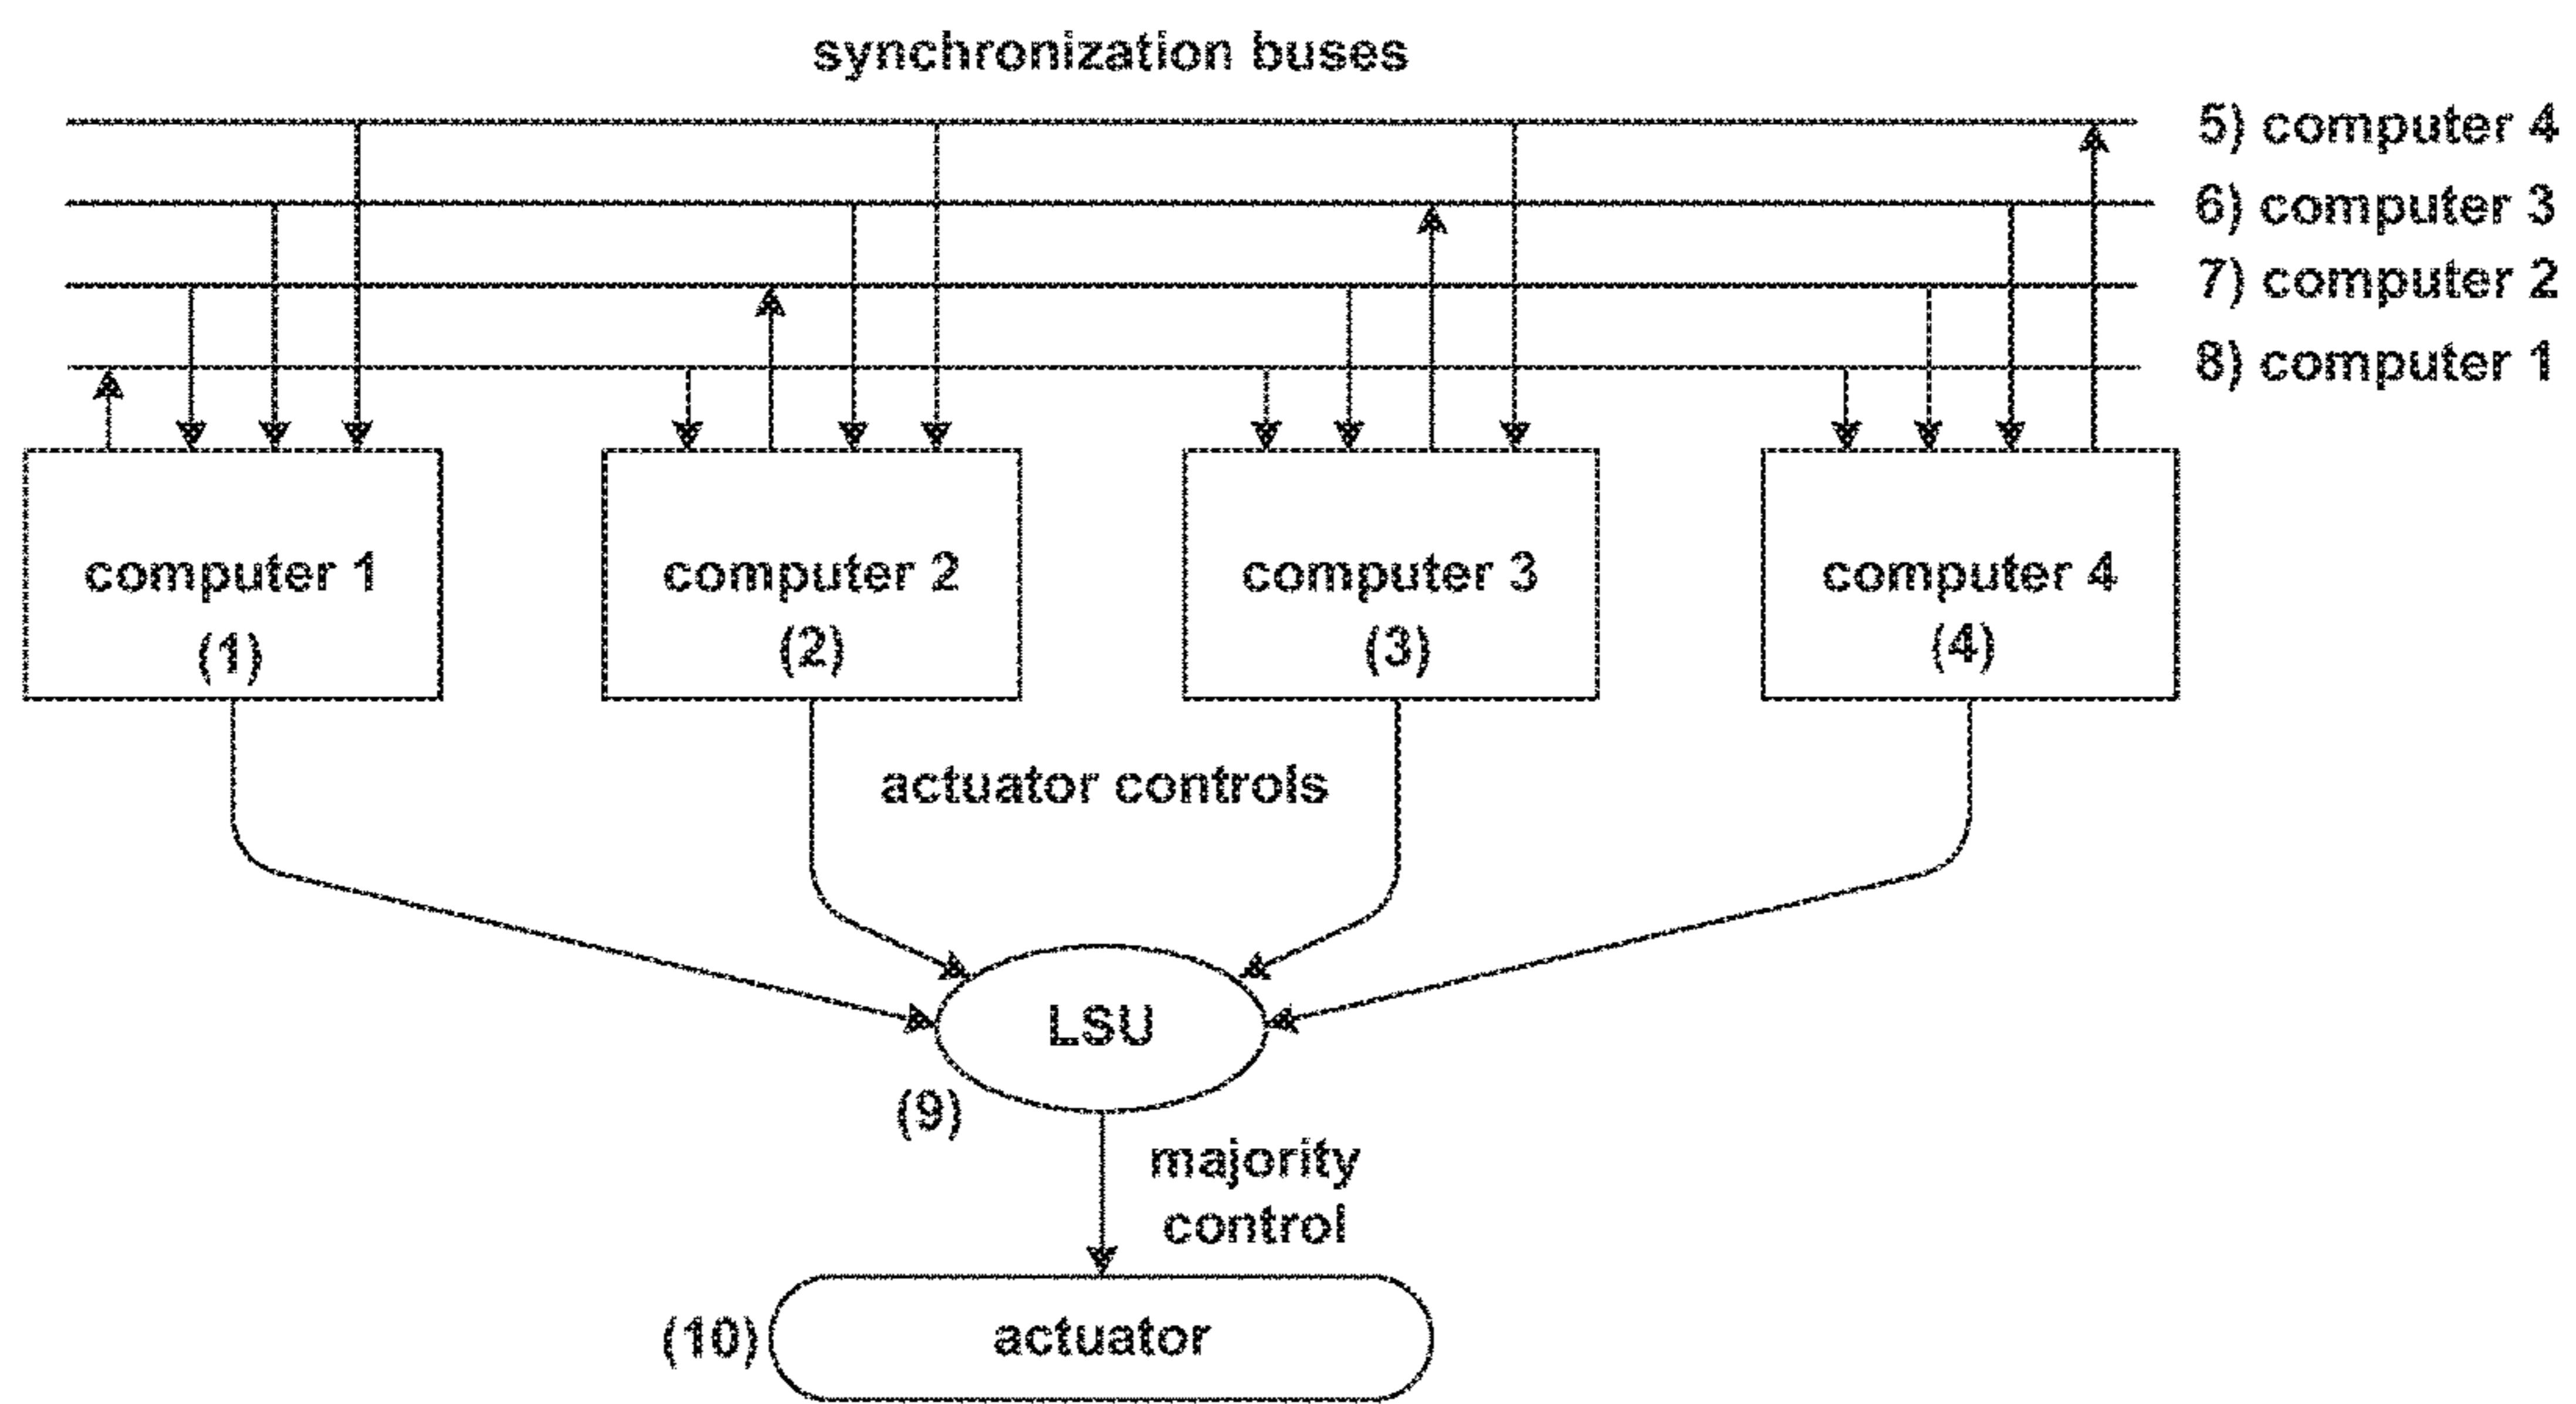 synchronization buses
5) computer 4
6) computer 3
7) computer 2
8) computer 1
computer 1
(1)
computer 2
(2)
computer 3
(3)
computer 4
(4)
actuator controls
LSU
(9)
majority
control
(10)
actuator